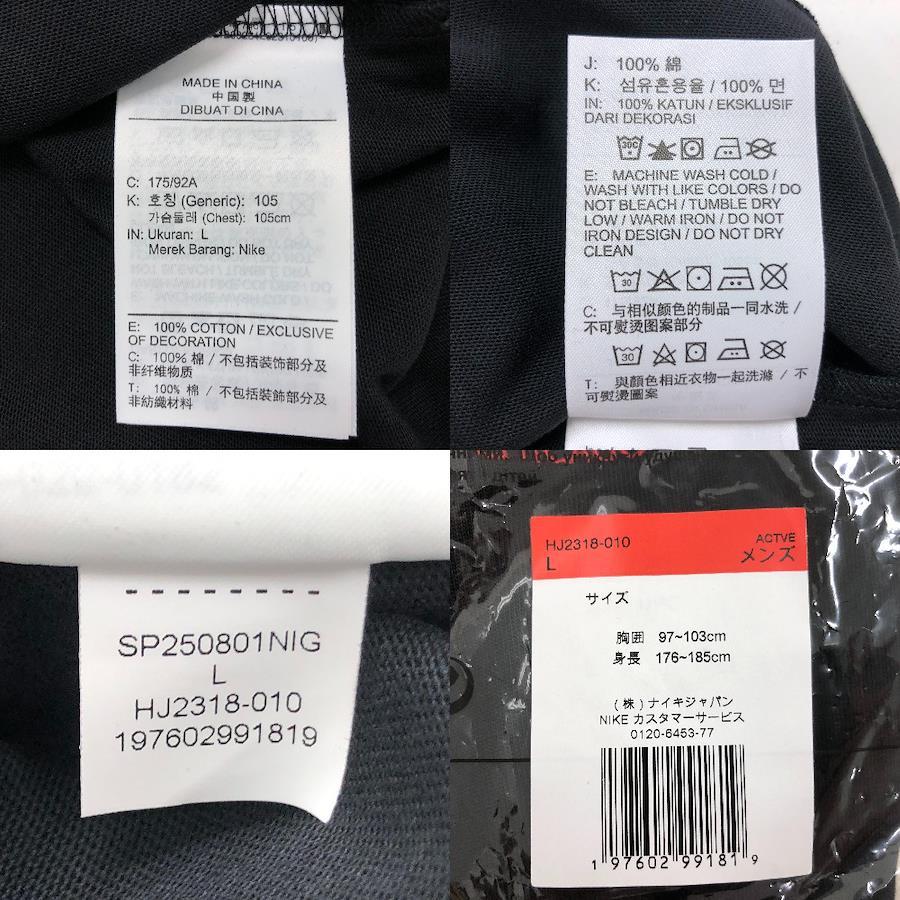 MADE IN CHINA
中国製
DIBUAT DI CINA
C: 175/92A
K: 호칭 (Generic): 105
가슴둘레 (Chest): 105cm
IN: Ukuran: L
Merek Barang: Nike
E: 100% COTTON / EXCLUSIVE
OF DECORATION
C: 100% 棉 / 不包括装饰部分及
非纤维物质
T: 100% 棉 / 不包括裝飾部分及
非紡織材料
J: 100% 綿
K: 섬유혼용율 / 100% 면
IN: 100% KATUN / EKSKLUSIF
DARI DEKORASI
30C
E: MACHINE WASH COLD /
WASH WITH LIKE COLORS / DO
NOT BLEACH / TUMBLE DRY
LOW / WARM IRON / DO NOT
IRON DESIGN / DO NOT DRY
CLEAN
30
C: 与相似颜色的制品一同水洗 /
不可熨烫图案部分
30
T: 與顏色相近衣物一起洗滌 / 不
可熨燙圖案
SP250801NIG
L
HJ2318-010
197602991819
HJ2318-010 ACTVE
L メンズ
サイズ
胸囲 97~103cm
身長 176~185cm
(株)ナイキジャパン
NIKE カスタマーサービス
0120-6453-77
1 97602 99181 9